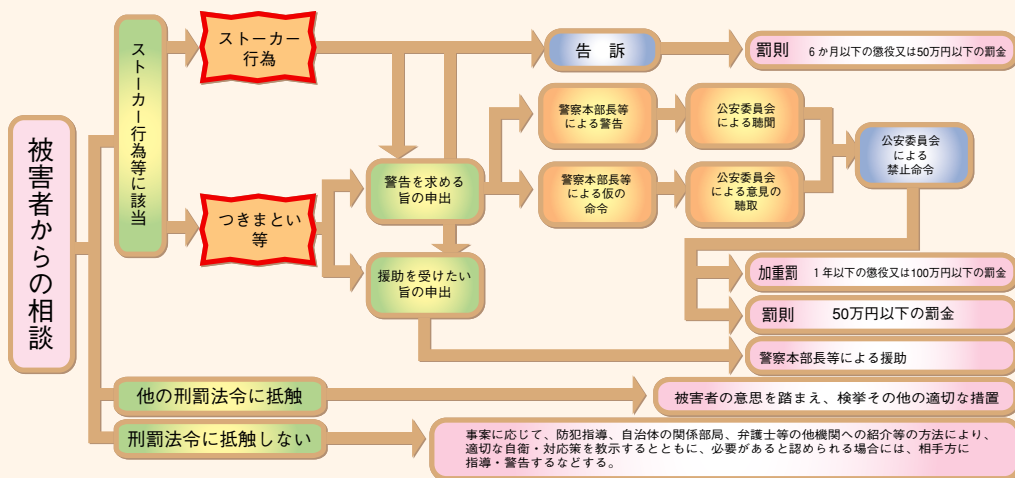 被害者からの相談
ストーカー行為等に該当
ストーカー
行為
つきまとい
等
告　訴
罰則　6か月以下の懲役又は50万円以下の罰金
警告を求める
旨の申出
援助を受けたい
旨の申出
警察本部長等
による警告
公安委員会
による聴聞
警察本部長等
による仮の
命令
公安委員会
による意見の
聴取
公安委員会
による
禁止命令
加重罰　1年以下の懲役又は100万円以下の罰金
罰則　50万円以下の罰金
警察本部長等による援助
他の刑罰法令に抵触
被害者の意思を踏まえ、検挙その他の適切な措置
刑罰法令に抵触しない
事案に応じて、防犯指導、自治体の関係部局、弁護士等の他機関への紹介等の方法により、
適切な自衛・対応策を教示するとともに、必要があると認められる場合には、相手方に
指導・警告するなどする。